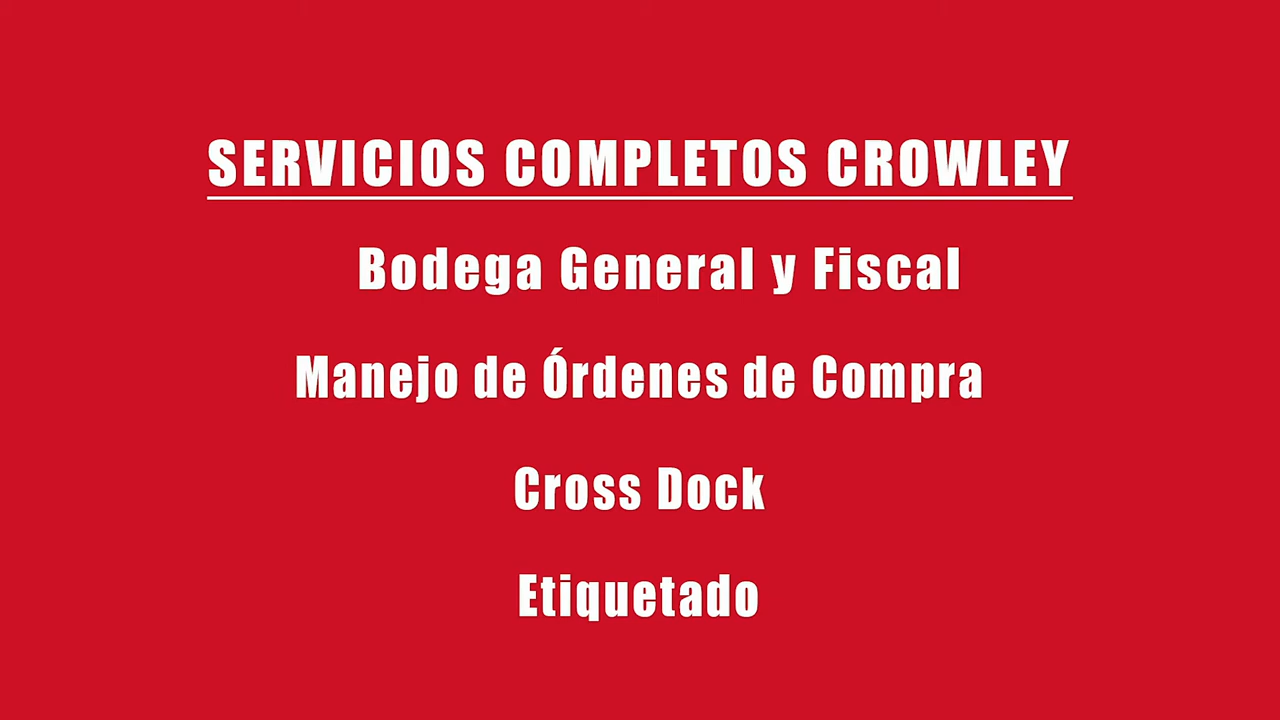 SERVICIOS COMPLETOS CROWLEY
Bodega General y Fiscal
Manejo de Órdenes de Compra
Cross Dock
Etiquetado